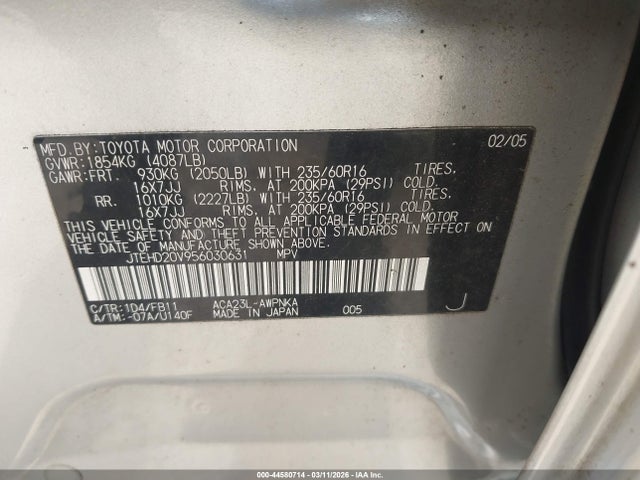 MFD.BY:TOYOTA MOTOR CORPORATION 02/05
GVWR:1854KG (4087LB)
GAWR:FRT. 930KG (2050LB) WITH 235/60R16 TIRES.
16X7JJ RIMS. AT 200KPA (29PSI) COLD.
RR. 1010KG (2227LB) WITH 235/60R16 TIRES.
16X7JJ RIMS. AT 200KPA (29PSI) COLD.
THIS VEHICLE CONFORMS TO ALL APPLICABLE FEDERAL MOTOR
VEHICLE SAFETY AND THEFT PREVENTION STANDARDS IN EFFECT ON
THE DATE OF MANUFACTURE SHOWN ABOVE.
JTEHD20V956030631 MPV
C/TR:1D4/FB11 ACA23L-AWPNKA J
A/TM:-07A/U140F MADE IN JAPAN 005
000-44580714 - 03/11/2026 - Copyright IAA, Inc.